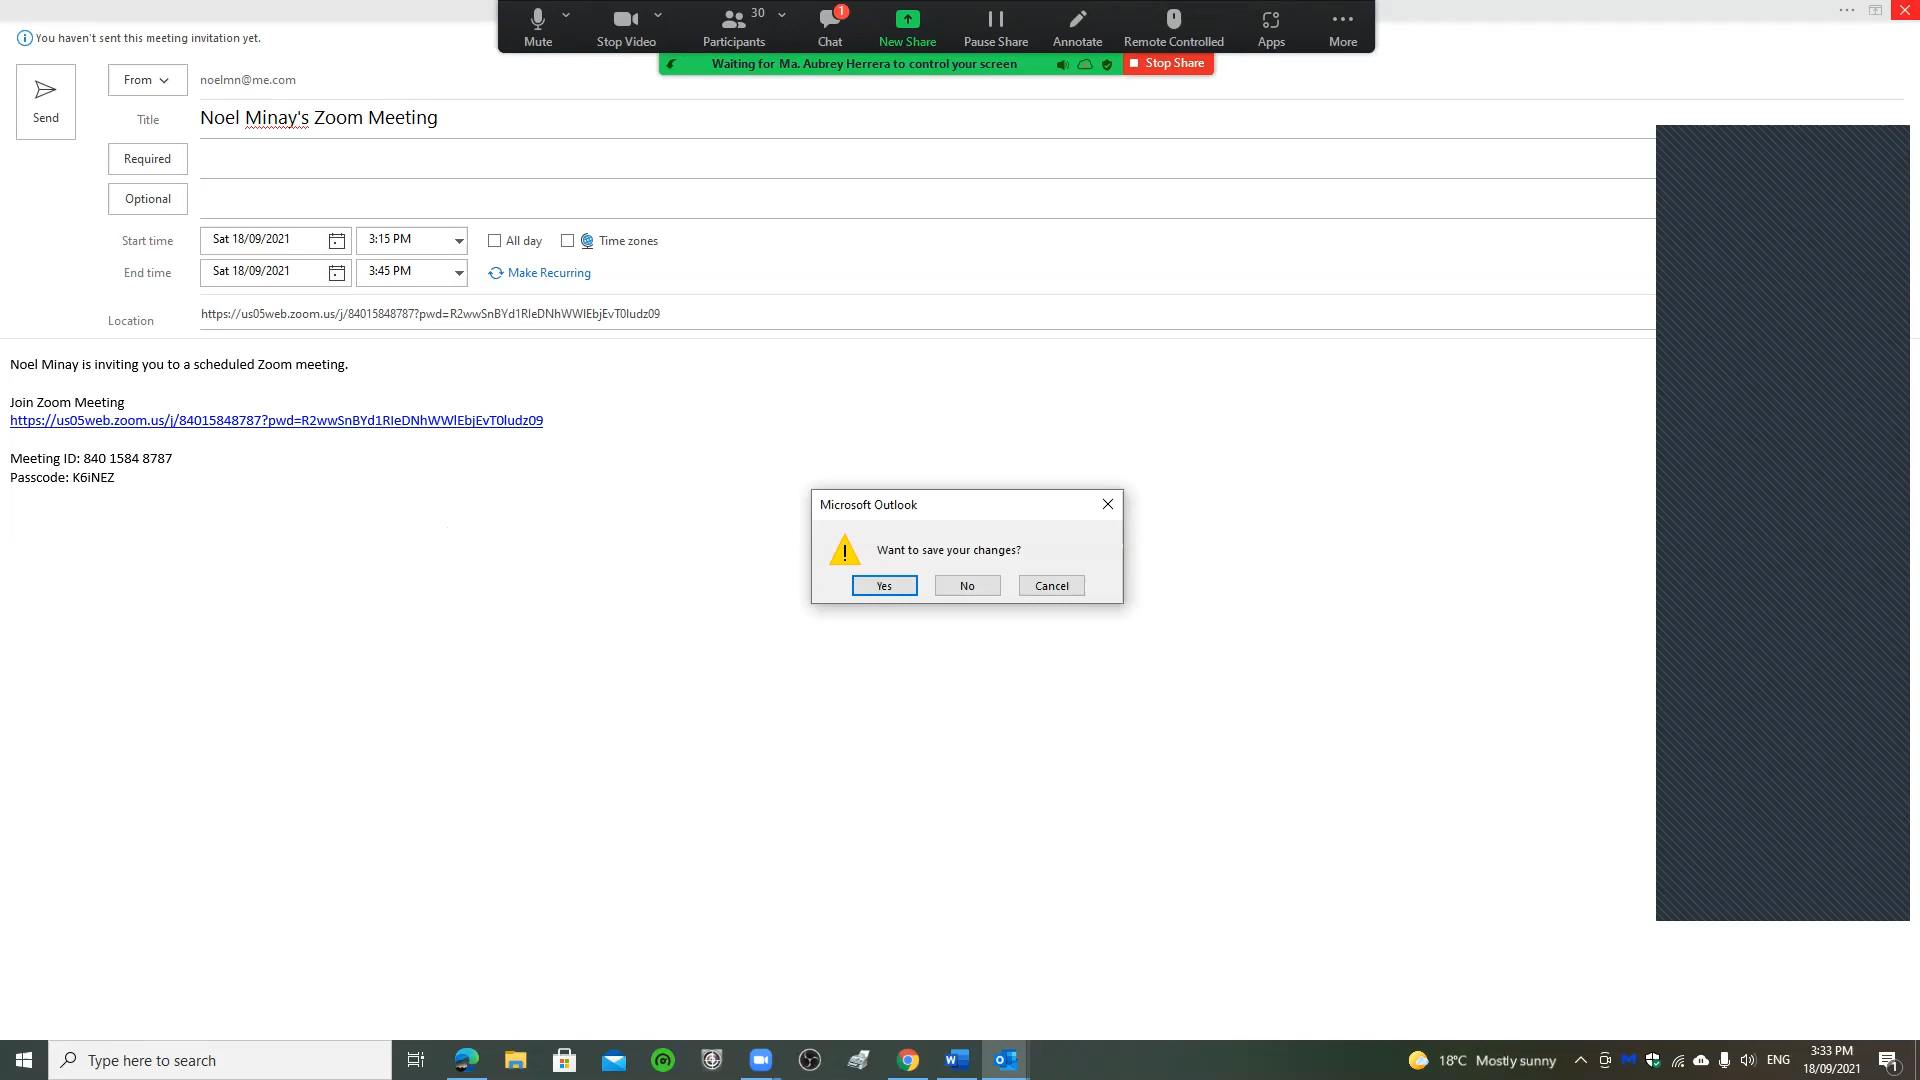 Mute
Stop Video
30
Participants
1
Chat
New Share
Pause Share
Annotate
Remote Controlled
Apps
More
Waiting for Ma. Aubrey Herrera to control your screen
Stop Share
You haven't sent this meeting invitation yet.
Send
From
noelmn@me.com
Title
Noel Minay's Zoom Meeting
Required
Optional
Start time
Sat 18/09/2021
3:15 PM
All day
Time zones
End time
Sat 18/09/2021
3:45 PM
Make Recurring
Location
https://us05web.zoom.us/j/84015848787?pwd=R2wwSnBYd1RIeDNhWWlEbjEvT0ludz09
Noel Minay is inviting you to a scheduled Zoom meeting.
Join Zoom Meeting
https://us05web.zoom.us/j/84015848787?pwd=R2wwSnBYd1RIeDNhWWlEbjEvT0ludz09
Meeting ID: 840 1584 8787
Passcode: K6iNEZ
Microsoft Outlook
Want to save your changes?
Yes
No
Cancel
Type here to search
18°C Mostly sunny
ENG
3:33 PM
18/09/2021
1